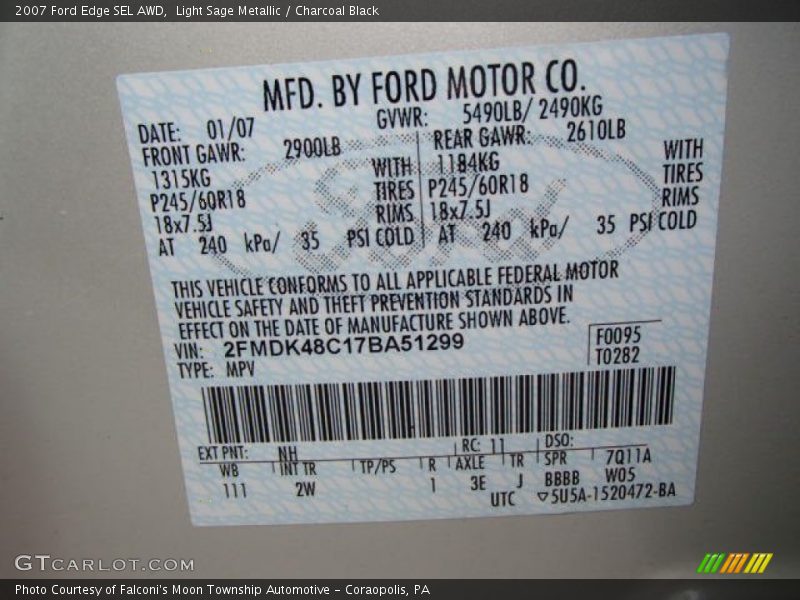 2007 Ford Edge SEL AWD,  Light Sage Metallic / Charcoal Black
MFD. BY FORD MOTOR CO.
DATE: 01/07 GVWR: 5490LB/ 2490KG
FRONT GAWR: 2900LB REAR GAWR: 2610LB
1315KG WITH 1184KG WITH
P245/60R18 TIRES P245/60R18 TIRES
18x7.5J RIMS 18x7.5J RIMS
AT 240 kPa/ 35 PSI COLD AT 240 kPa/ 35 PSI COLD
THIS VEHICLE CONFORMS TO ALL APPLICABLE FEDERAL MOTOR
VEHICLE SAFETY AND THEFT PREVENTION STANDARDS IN
EFFECT ON THE DATE OF MANUFACTURE SHOWN ABOVE.
VIN: 2FMDK48C17BA51299 F0095
TYPE: MPV T0282
EXT PNT: NH RC: 11 DSO:
WB INT TR TP/PS R AXLE TR SPR 7Q11A
111 2W 1 3E J BBBB W05
UTC ▽5U5A-1520472-BA
Ford
GTCARLOT.COM
Photo Courtesy of Falconi's Moon Township Automotive - Coraopolis, PA